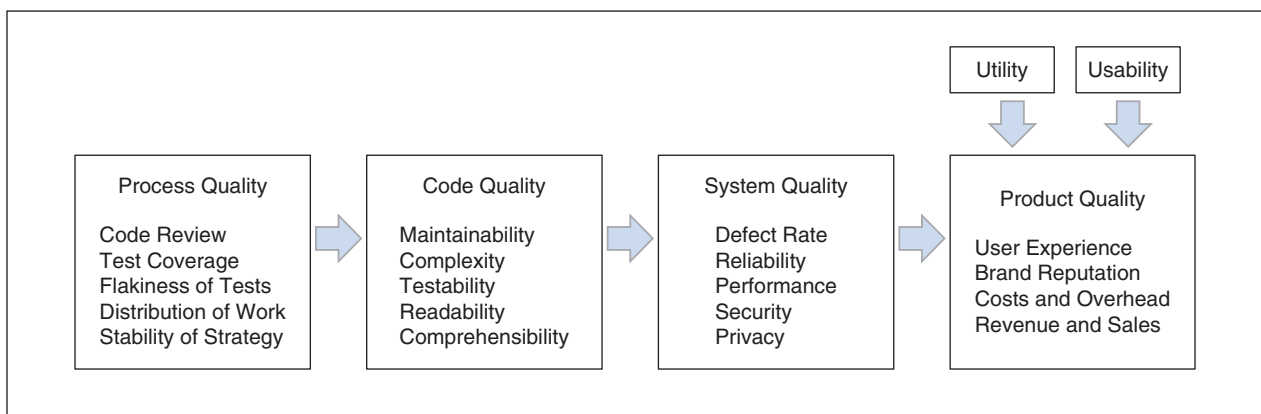 Utility
Usability
Process Quality
Code Review
Test Coverage
Flakiness of Tests
Distribution of Work
Stability of Strategy
Code Quality
Maintainability
Complexity
Testability
Readability
Comprehensibility
System Quality
Defect Rate
Reliability
Performance
Security
Privacy
Product Quality
User Experience
Brand Reputation
Costs and Overhead
Revenue and Sales